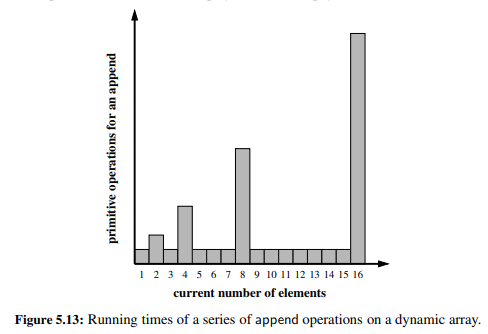 primitive operations for an append
1 2 3 4 5 6 7 8 9 10 11 12 13 14 15 16
current number of elements
Figure 5.13: Running times of a series of append operations on a dynamic array.